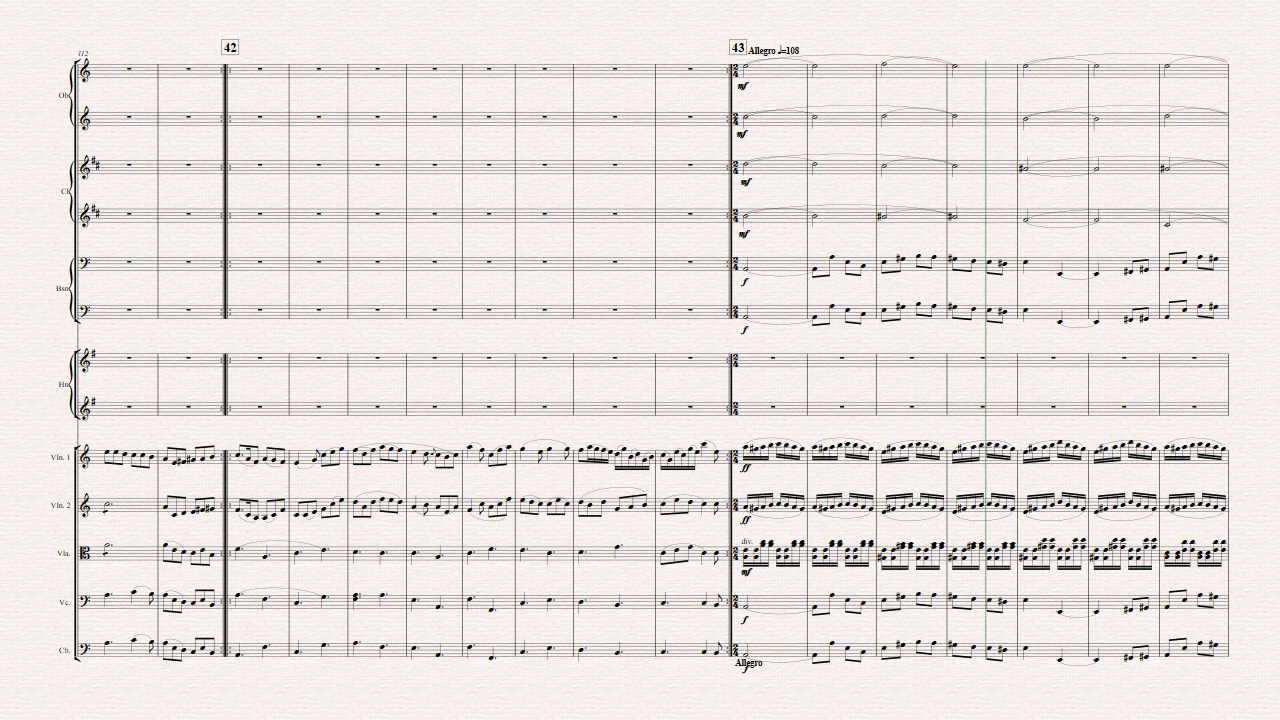 112
42
43 Allegro ♩=108
Ob.
mf
mf
Cl.
mf
mf
Bsn.
f
f
Hn.
Vln. 1
ff
Vln. 2
ff
div.
Vla.
mf
Vc.
f
Cb.
Allegro
f